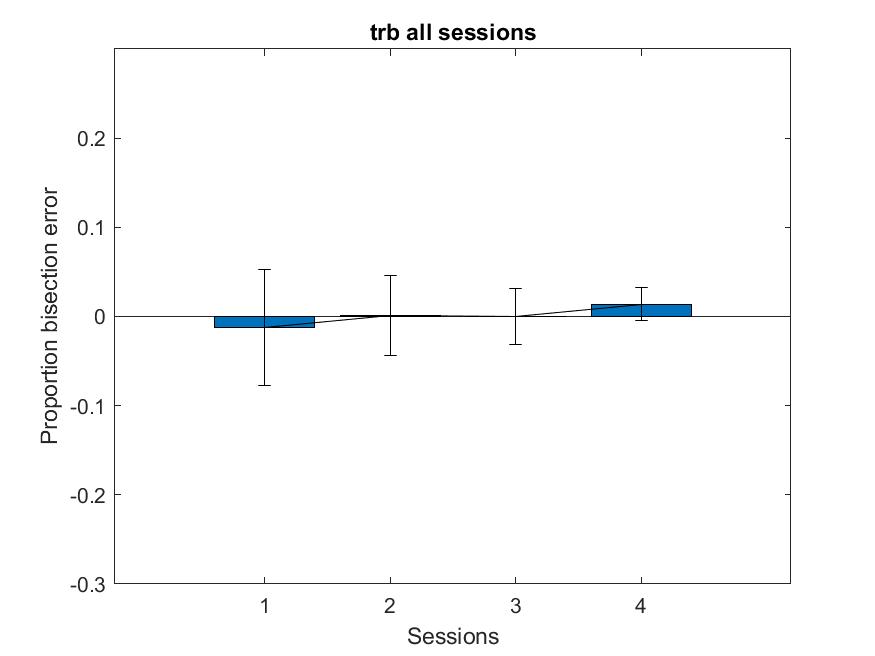 trb all sessions
Proportion bisection error
0.2
0.1
0
-0.1
-0.2
-0.3
1 2 3 4
Sessions